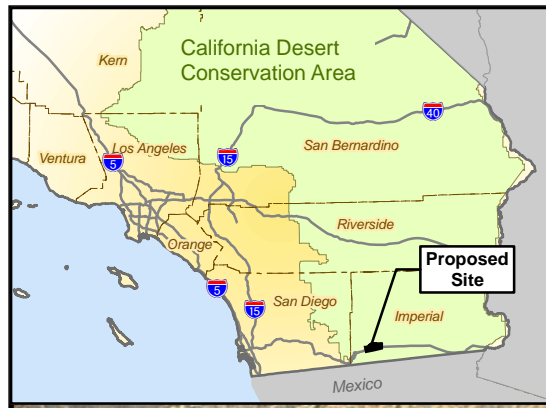 California Desert
Conservation Area
Kern
40
San Bernardino
Ventura
Los Angeles
5
15
Riverside
Orange
Proposed
Site
5
San Diego
15
Imperial
Mexico